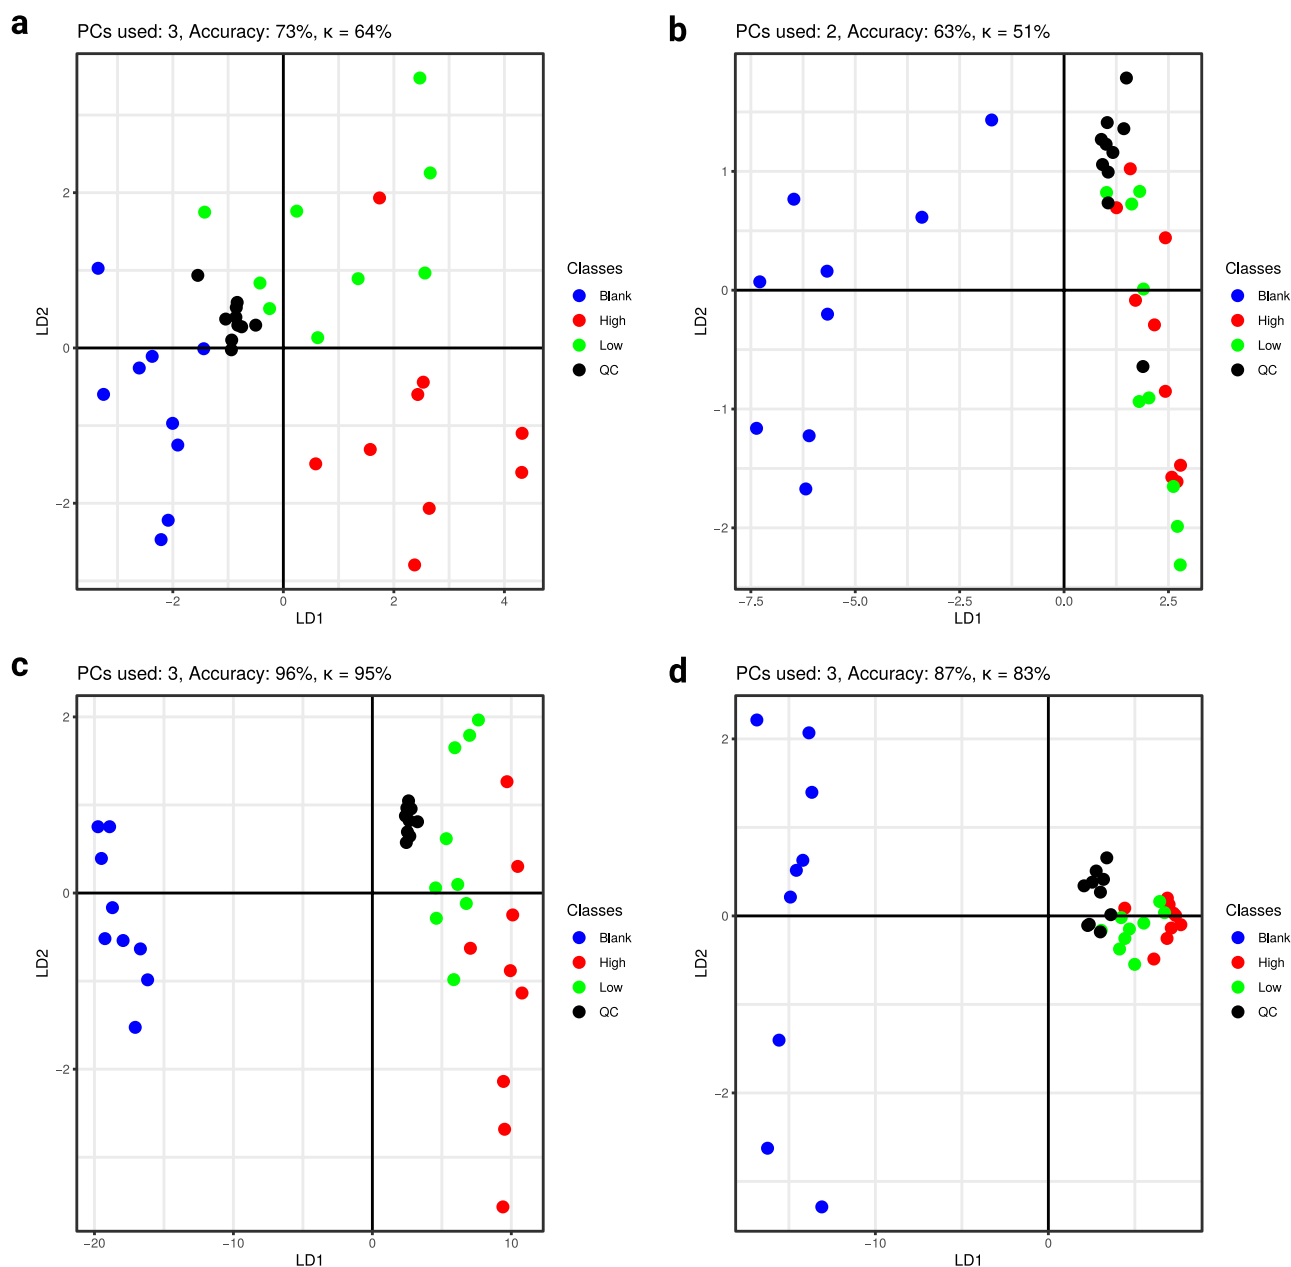 a
PCs used: 3, Accuracy: 73%, κ = 64%
2
0
−2
LD2
−2
0
2
4
LD1
Classes
Blank
High
Low
QC
b
PCs used: 2, Accuracy: 63%, κ = 51%
1
0
−1
−2
LD2
−7.5
−5.0
−2.5
0.0
2.5
LD1
Classes
Blank
High
Low
QC
c
PCs used: 3, Accuracy: 96%, κ = 95%
2
0
−2
LD2
−20
−10
0
10
LD1
Classes
Blank
High
Low
QC
d
PCs used: 3, Accuracy: 87%, κ = 83%
2
0
−2
LD2
−10
0
LD1
Classes
Blank
High
Low
QC